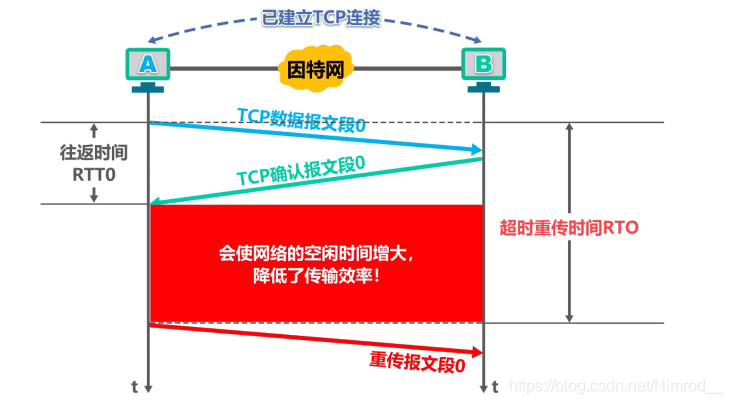 已建立TCP连接
A
因特网
B
TCP数据报文段0
往返时间
RTT0
TCP确认报文段0
超时重传时间RTO
会使网络的空闲时间增大，
降低了传输效率！
重传报文段0
t
t
https://blog.csdn.net/Nimrod__